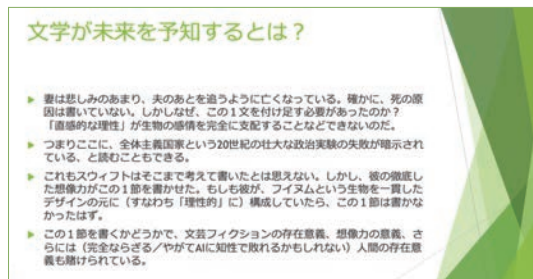 文学が未来を予知するとは？
妻は悲しみのあまり、夫のあとを追うように亡くなっている。確かに、死の原
因は書いていない。しかしなぜ、この１文を付け足す必要があったのか？
「直感的な理性」が生物の感情を完全に支配することなどできないのだ。
つまりここに、全体主義国家という20世紀の壮大な政治実験の失敗が暗示され
ている、と読むこともできる。
これもスウィフトはそこまで考えて書いたとは思えない。しかし、彼の徹底し
た想像力がこの１節を書かせた。もしも彼が、フイヌムという生物を一貫した
デザインの元に（すなわち「理性的」に）構成していたら、この１節は書かな
かったはず。
この１節を書くかどうかで、文芸フィクションの存在意義、想像力の意義、さ
らには（完全ならざる／やがてAIに知性で敗れるかもしれない）人間の存在意
義も賭けられている。